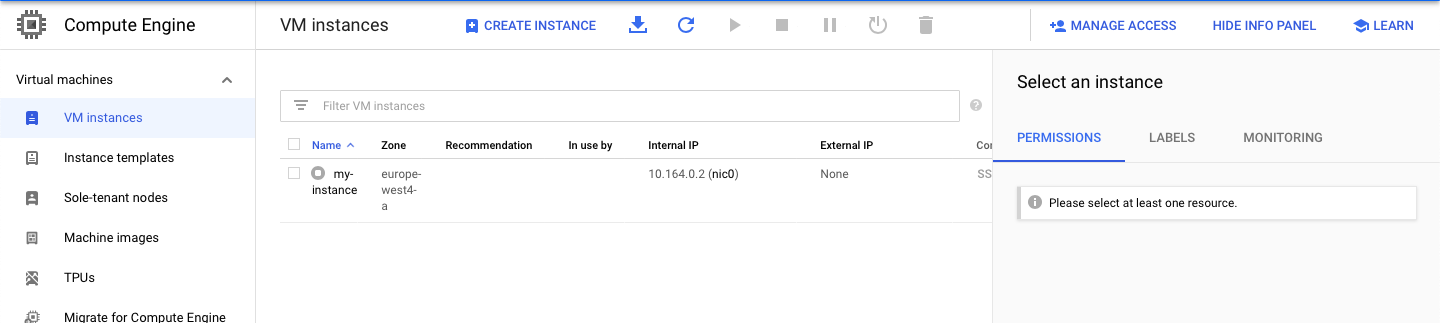 Compute Engine
VM instances
CREATE INSTANCE
MANAGE ACCESS
HIDE INFO PANEL
LEARN
Virtual machines
VM instances
Instance templates
Sole-tenant nodes
Machine images
TPUs
Migrate for Compute Engine
Filter VM instances
Name Zone Recommendation In use by Internal IP External IP Con
my-
instance
europe-
west4-
a
10.164.0.2 (nic0)
None
SS
Select an instance
PERMISSIONS LABELS MONITORING
Please select at least one resource.